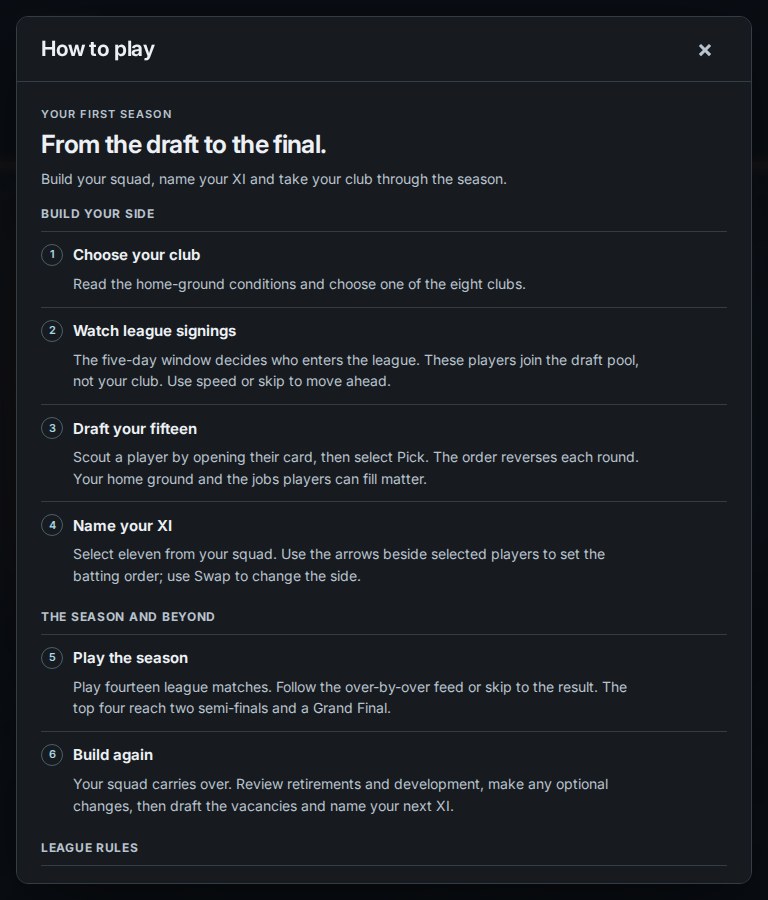 How to play
×
YOUR FIRST SEASON
From the draft to the final.
Build your squad, name your XI and take your club through the season.
BUILD YOUR SIDE
1 Choose your club
Read the home-ground conditions and choose one of the eight clubs.
2 Watch league signings
The five-day window decides who enters the league. These players join the draft pool,
not your club. Use speed or skip to move ahead.
3 Draft your fifteen
Scout a player by opening their card, then select Pick. The order reverses each round.
Your home ground and the jobs players can fill matter.
4 Name your XI
Select eleven from your squad. Use the arrows beside selected players to set the
batting order; use Swap to change the side.
THE SEASON AND BEYOND
5 Play the season
Play fourteen league matches. Follow the over-by-over feed or skip to the result. The
top four reach two semi-finals and a Grand Final.
6 Build again
Your squad carries over. Review retirements and development, make any optional
changes, then draft the vacancies and name your next XI.
LEAGUE RULES